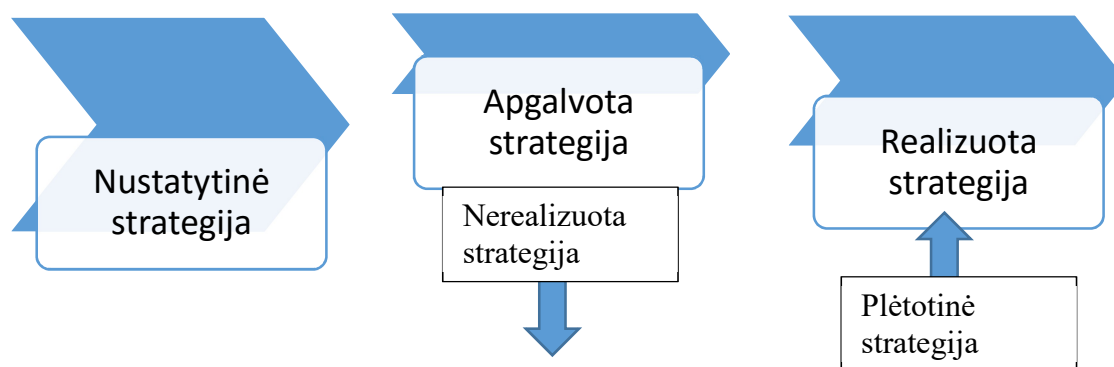 Nustatytinė
strategija
Apgalvota
strategija
Nerealizuota
strategija
Realizuota
strategija
Plėtotinė
strategija